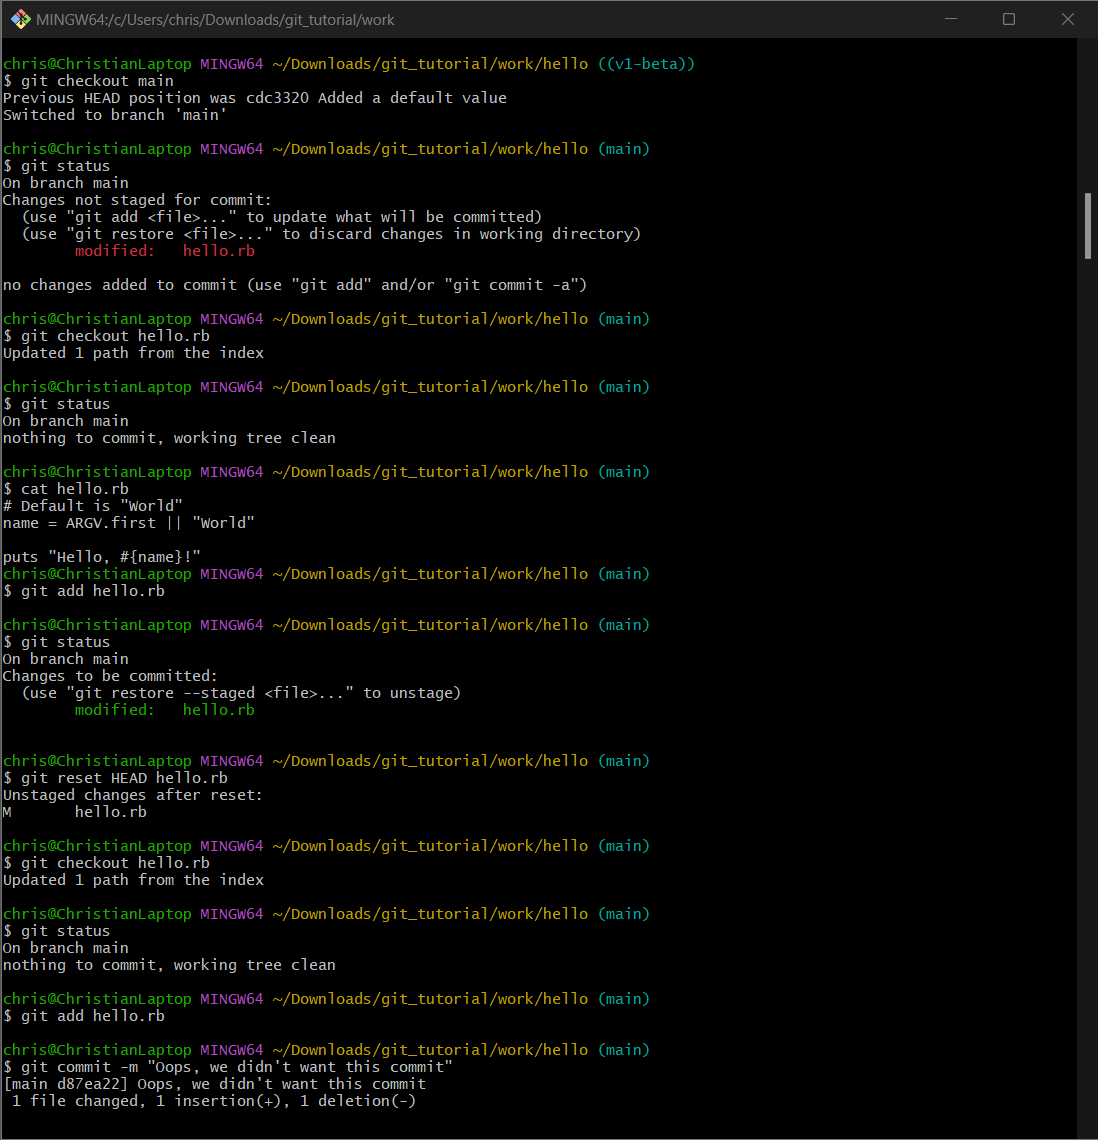 MINGW64:/c/Users/chris/Downloads/git_tutorial/work
chris@ChristianLaptop MINGW64 ~/Downloads/git_tutorial/work/hello ((v1-beta))
$ git checkout main
Previous HEAD position was cdc3320 Added a default value
Switched to branch 'main'
chris@ChristianLaptop MINGW64 ~/Downloads/git_tutorial/work/hello (main)
$ git status
On branch main
Changes not staged for commit:
  (use "git add <file>..." to update what will be committed)
  (use "git restore <file>..." to discard changes in working directory)
        modified:   hello.rb
no changes added to commit (use "git add" and/or "git commit -a")
chris@ChristianLaptop MINGW64 ~/Downloads/git_tutorial/work/hello (main)
$ git checkout hello.rb
Updated 1 path from the index
chris@ChristianLaptop MINGW64 ~/Downloads/git_tutorial/work/hello (main)
$ git status
On branch main
nothing to commit, working tree clean
chris@ChristianLaptop MINGW64 ~/Downloads/git_tutorial/work/hello (main)
$ cat hello.rb
# Default is "World"
name = ARGV.first || "World"
puts "Hello, #{name}!"
chris@ChristianLaptop MINGW64 ~/Downloads/git_tutorial/work/hello (main)
$ git add hello.rb
chris@ChristianLaptop MINGW64 ~/Downloads/git_tutorial/work/hello (main)
$ git status
On branch main
Changes to be committed:
  (use "git restore --staged <file>..." to unstage)
        modified:   hello.rb
chris@ChristianLaptop MINGW64 ~/Downloads/git_tutorial/work/hello (main)
$ git reset HEAD hello.rb
Unstaged changes after reset:
M       hello.rb
chris@ChristianLaptop MINGW64 ~/Downloads/git_tutorial/work/hello (main)
$ git checkout hello.rb
Updated 1 path from the index
chris@ChristianLaptop MINGW64 ~/Downloads/git_tutorial/work/hello (main)
$ git status
On branch main
nothing to commit, working tree clean
chris@ChristianLaptop MINGW64 ~/Downloads/git_tutorial/work/hello (main)
$ git add hello.rb
chris@ChristianLaptop MINGW64 ~/Downloads/git_tutorial/work/hello (main)
$ git commit -m "Oops, we didn't want this commit"
[main d87ea22] Oops, we didn't want this commit
 1 file changed, 1 insertion(+), 1 deletion(-)